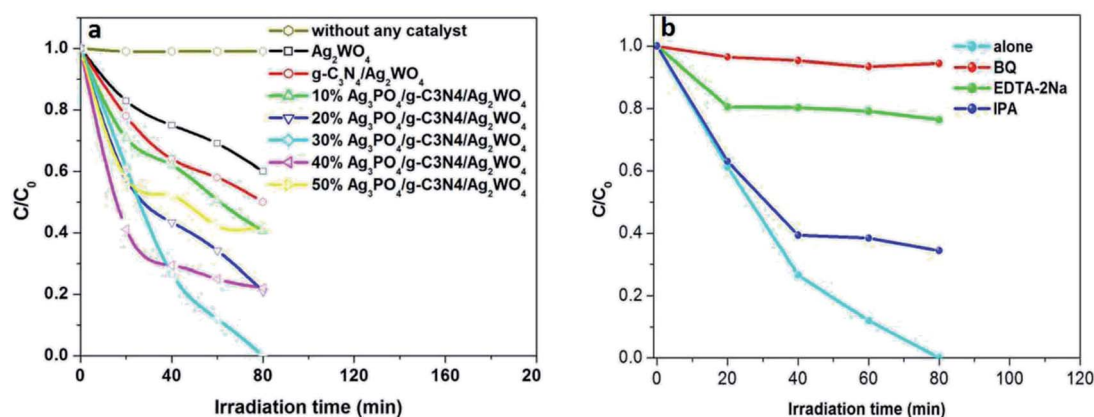 a
without any catalyst
Ag₂WO₄
g-C₃N₄/Ag₂WO₄
10% Ag₃PO₄/g-C3N4/Ag₂WO₄
20% Ag₃PO₄/g-C3N4/Ag₂WO₄
30% Ag₃PO₄/g-C3N4/Ag₂WO₄
40% Ag₃PO₄/g-C3N4/Ag₂WO₄
50% Ag₃PO₄/g-C3N4/Ag₂WO₄
C/C₀
1.0
0.8
0.6
0.4
0.2
0.0
0 40 80 120 160 20
Irradiation time (min)
b
alone
BQ
EDTA-2Na
IPA
C/C₀
1.0
0.8
0.6
0.4
0.2
0.0
0 20 40 60 80 100 120
Irradiation time (min)